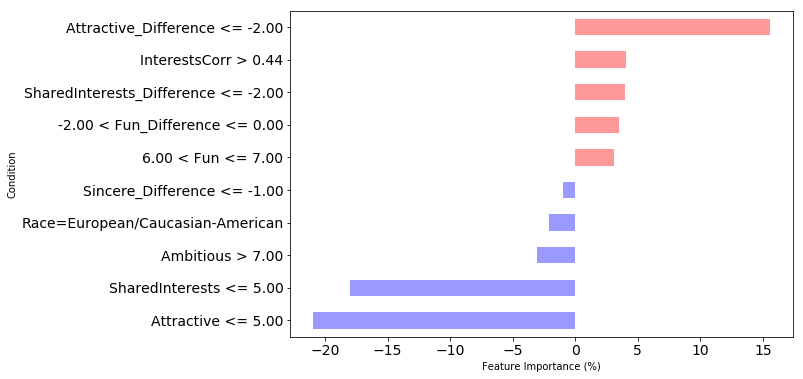 Attractive_Difference <= -2.00
InterestsCorr > 0.44
SharedInterests_Difference <= -2.00
-2.00 < Fun_Difference <= 0.00
6.00 < Fun <= 7.00
Sincere_Difference <= -1.00
Race=European/Caucasian-American
Ambitious > 7.00
SharedInterests <= 5.00
Attractive <= 5.00
Condition
−20 −15 −10 −5 0 5 10 15
Feature Importance (%)